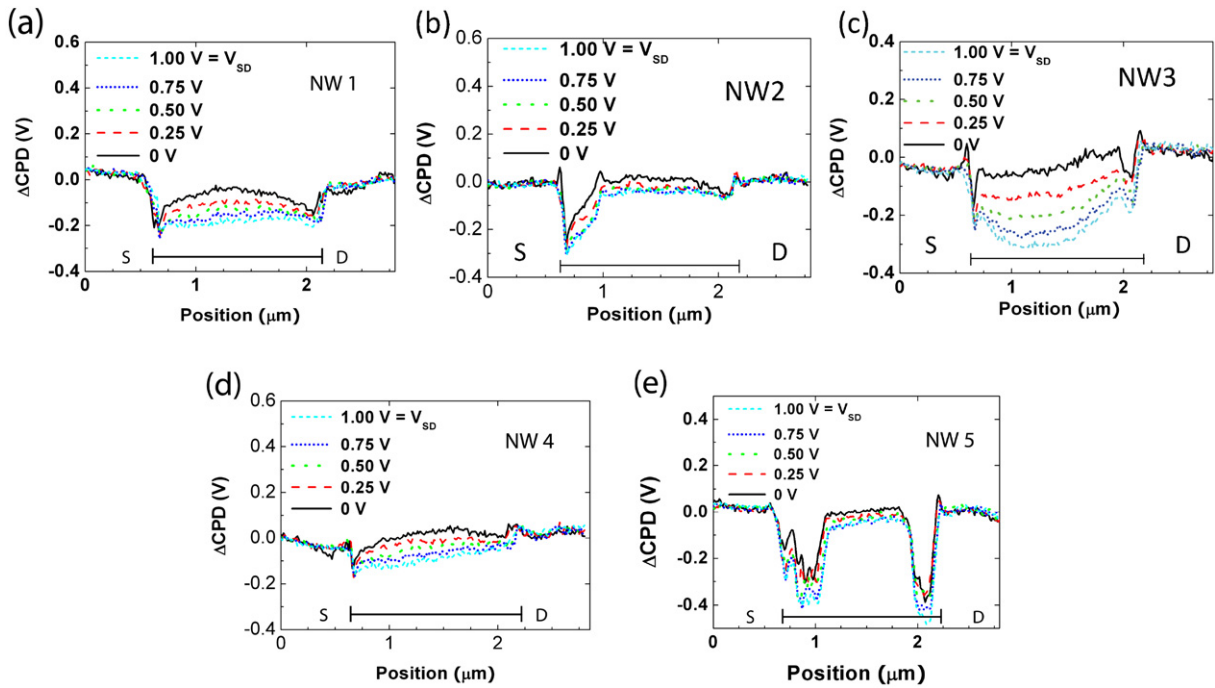 (a)
0.6
0.4
0.2
0.0
-0.2
-0.4
ΔCPD (V)
1.00 V = V_SD
0.75 V
0.50 V
0.25 V
0 V
NW 1
S
D
0
1
2
Position (μm)
(b)
0.6
0.4
0.2
0.0
-0.2
-0.4
ΔCPD (V)
1.00 V = V_SD
0.75 V
0.50 V
0.25 V
0 V
NW2
S
D
0
1
2
Position (μm)
(c)
0.4
0.2
0.0
-0.2
-0.4
ΔCPD (V)
1.00 V = V_SD
0.75 V
0.50 V
0.25 V
0 V
NW3
S
D
0
1
2
Position (μm)
(d)
0.6
0.4
0.2
0.0
-0.2
-0.4
ΔCPD (V)
1.00 V = V_SD
0.75 V
0.50 V
0.25 V
0 V
NW 4
S
D
0
1
2
Position (μm)
(e)
0.4
0.2
0.0
-0.2
-0.4
ΔCPD (V)
1.00 V = V_SD
0.75 V
0.50 V
0.25 V
0 V
NW 5
S
D
0
1
2
Position (μm)